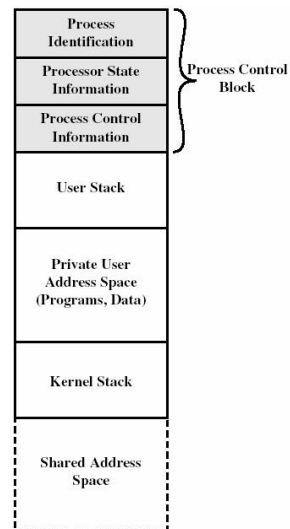 Process
Identification
Processor State
Information
Process Control
Information
Process Control
Block
User Stack
Private User
Address Space
(Programs, Data)
Kernel Stack
Shared Address
Space